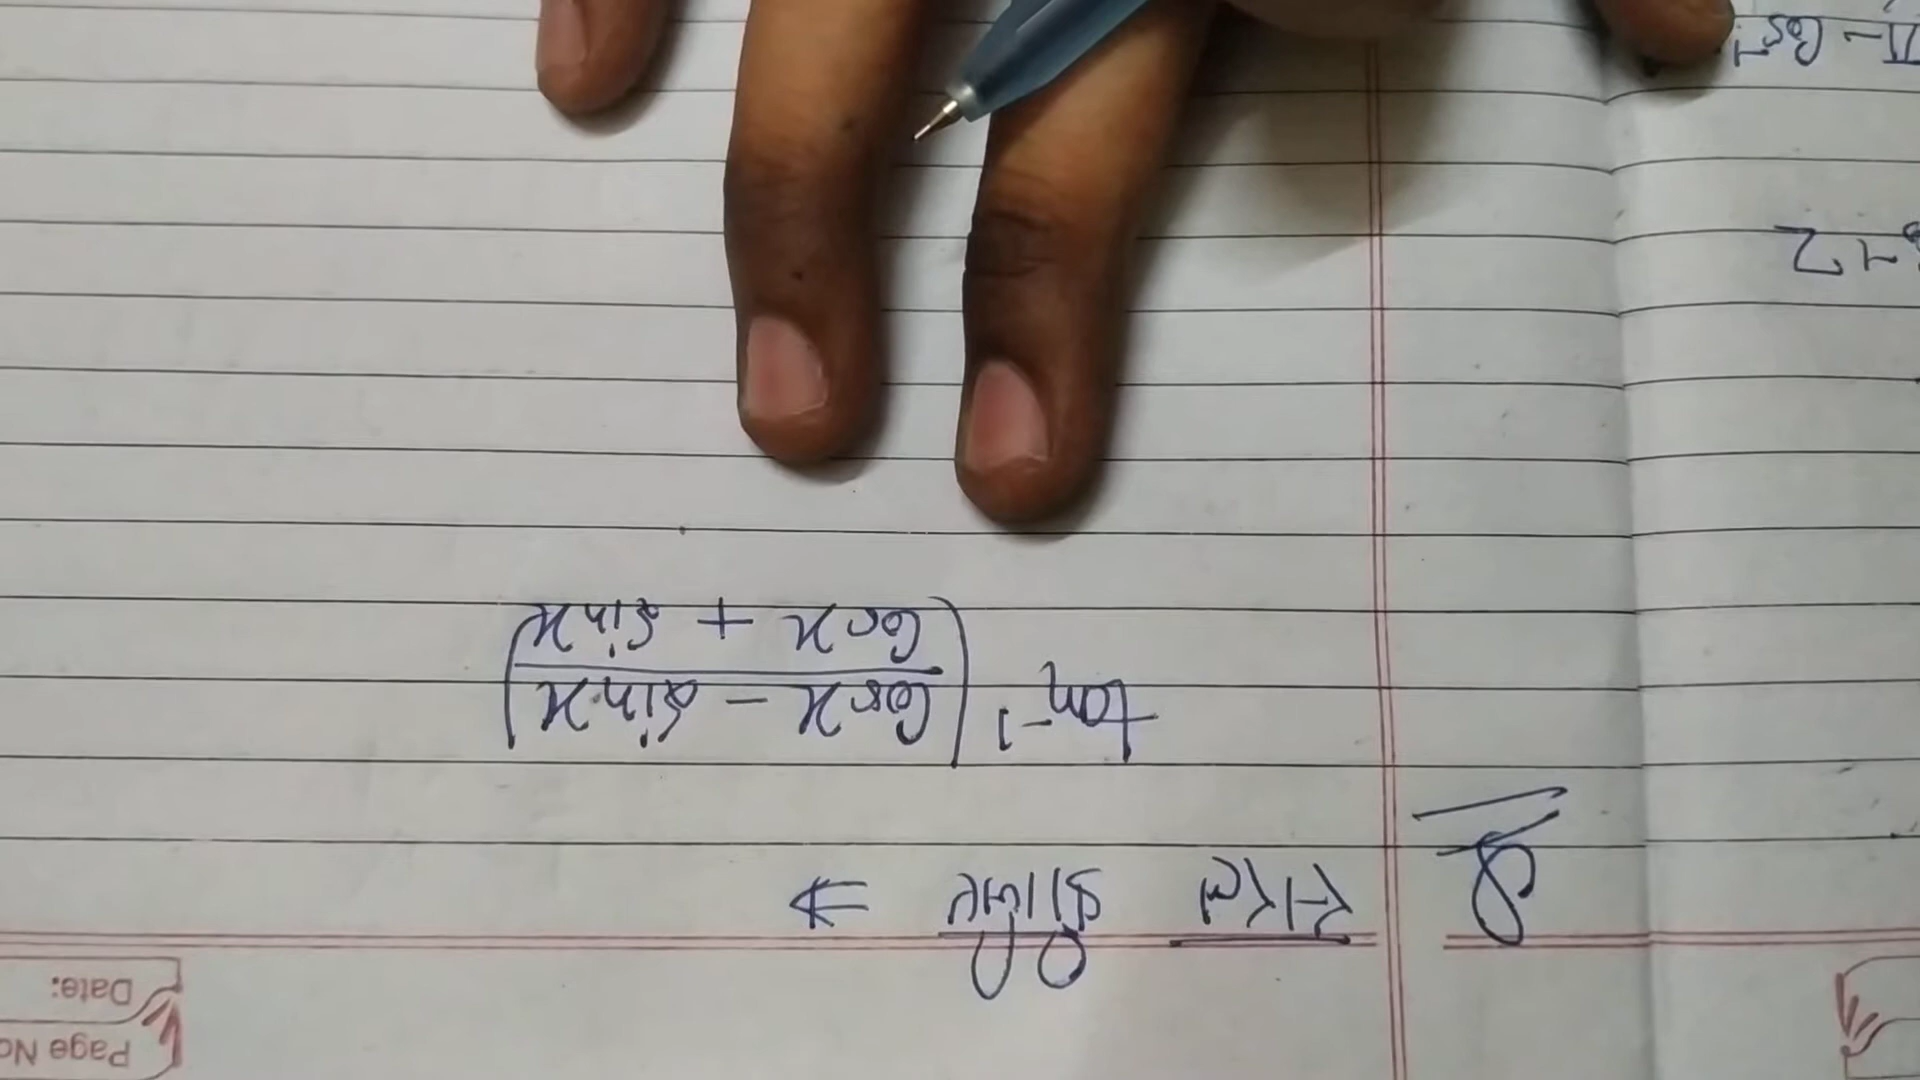 Page No
Date:
Q सरल कीजिए ⇒
tan⁻¹ (cos x - sin x / cos x + sin x)